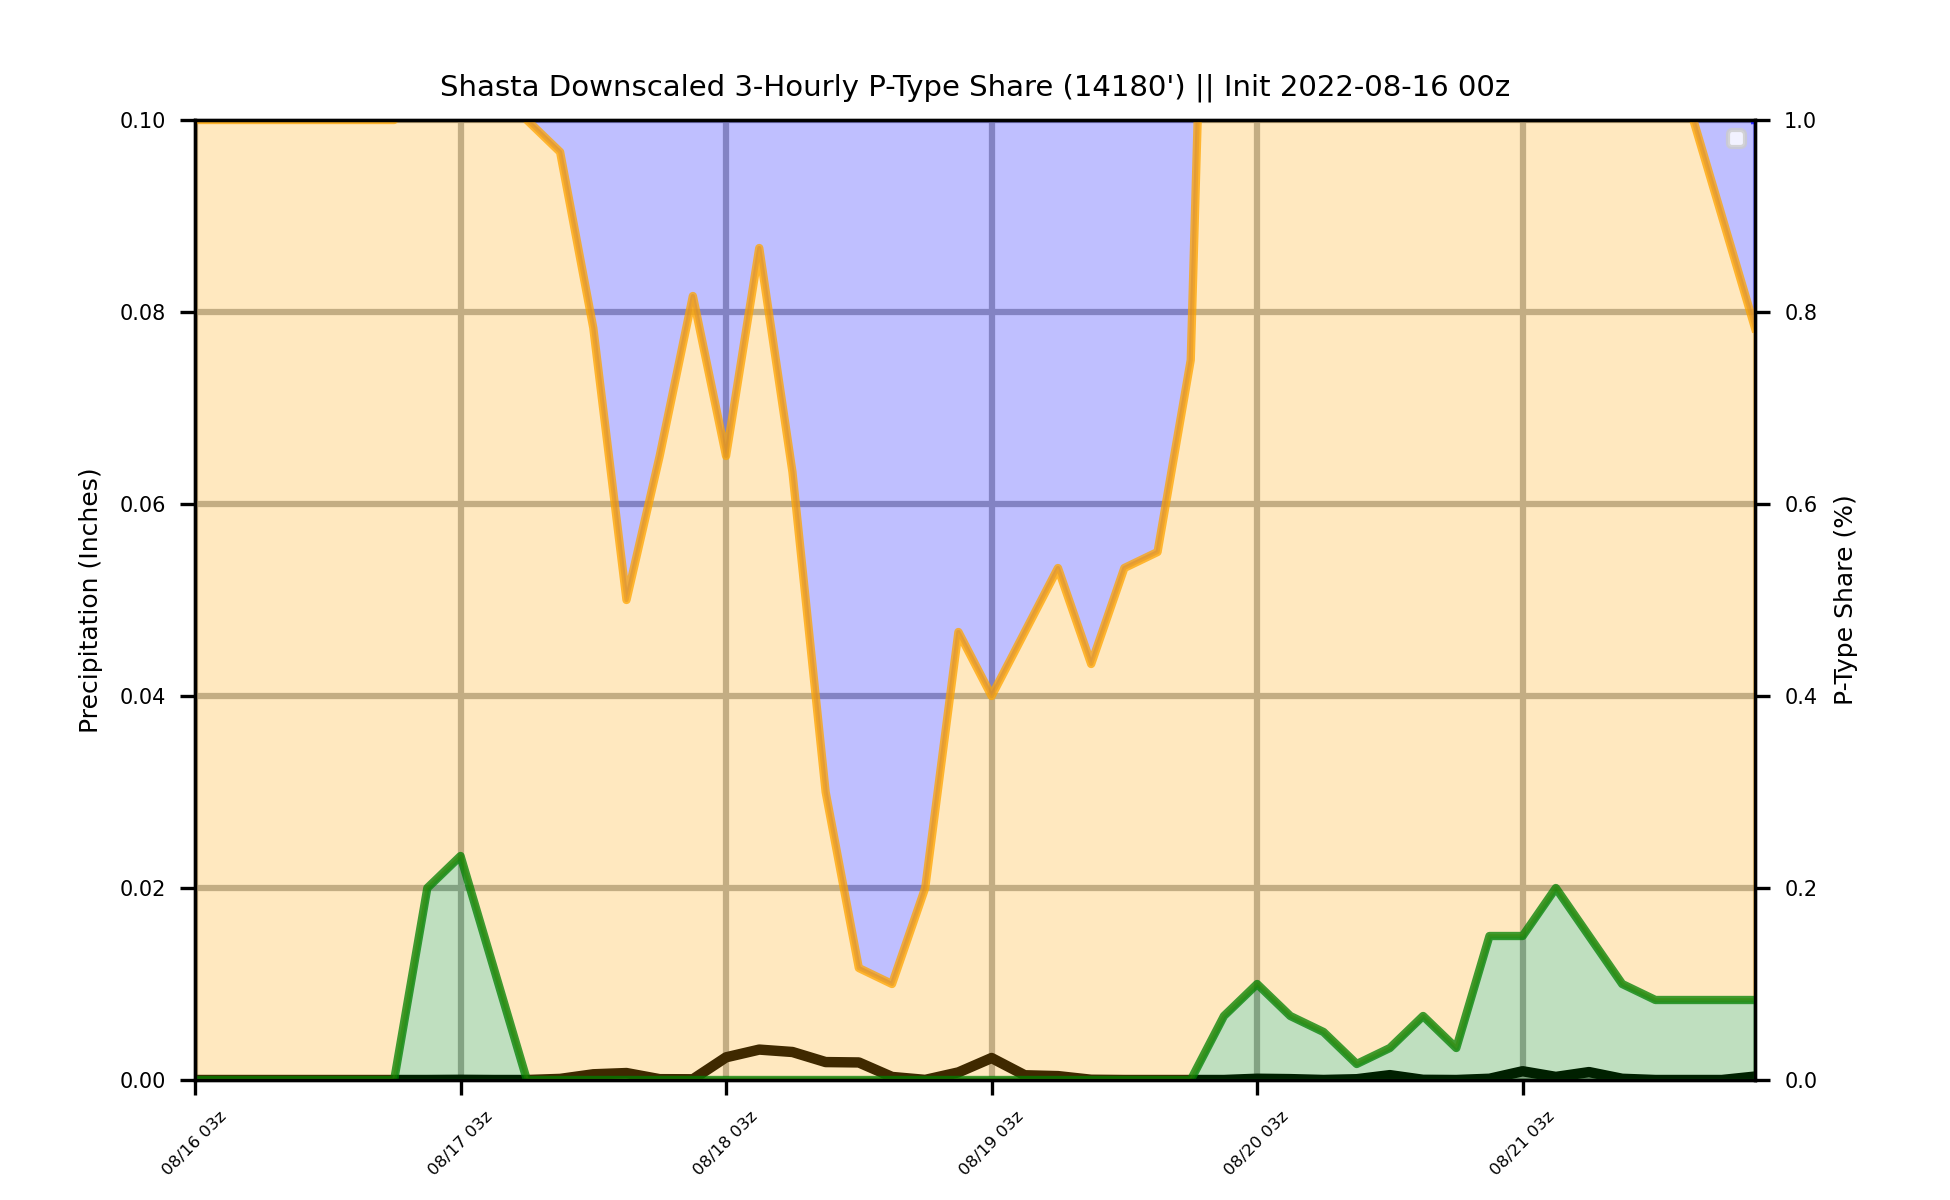 Shasta Downscaled 3-Hourly P-Type Share (14180') || Init 2022-08-16 00z
0.10
0.08
0.06
0.04
0.02
0.00
Precipitation (Inches)
1.0
0.8
0.6
0.4
0.2
0.0
P-Type Share (%)
08/16 03z
08/17 03z
08/18 03z
08/19 03z
08/20 03z
08/21 03z